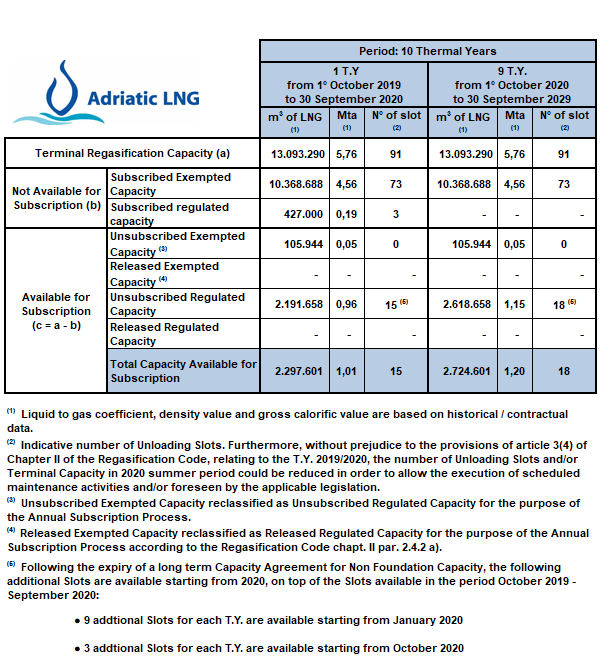 Period: 10 Thermal Years
Adriatic LNG
1 T.Y
from 1° October 2019
to 30 September 2020
9 T.Y.
from 1° October 2020
to 30 September 2029
m³ of LNG (1) Mta (1) N° of slot (2) m³ of LNG (1) Mta (1) N° of slot (2)
Terminal Regasification Capacity (a) 13.093.290 5,76 91 13.093.290 5,76 91
Not Available for
Subscription (b)
Subscribed Exempted
Capacity 10.368.688 4,56 73 10.368.688 4,56 73
Subscribed regulated
capacity 427.000 0,19 3 - - -
Available for
Subscription
(c = a - b)
Unsubscribed Exempted
Capacity (3) 105.944 0,05 0 105.944 0,05 0
Released Exempted
Capacity (4) - - - - - -
Unsubscribed Regulated
Capacity 2.191.658 0,96 15 (5) 2.618.658 1,15 18 (5)
Released Regulated
Capacity - - - - - -
Total Capacity Available for
Subscription 2.297.601 1,01 15 2.724.601 1,20 18
(1) Liquid to gas coefficient, density value and gross calorific value are based on historical / contractual
data.
(2) Indicative number of Unloading Slots. Furthermore, without prejudice to the provisions of article 3(4) of
Chapter II of the Regasification Code, relating to the T.Y. 2019/2020, the number of Unloading Slots and/or
Terminal Capacity in 2020 summer period could be reduced in order to allow the execution of scheduled
maintenance activities and/or foreseen by the applicable legislation.
(3) Unsubscribed Exempted Capacity reclassified as Unsubscribed Regulated Capacity for the purpose of
the Annual Subscription Process.
(4) Released Exempted Capacity reclassified as Released Regulated Capacity for the purpose of the Annual
Subscription Process according to the Regasification Code chapt. II par. 2.4.2 a).
(5) Following the expiry of a long term Capacity Agreement for Non Foundation Capacity, the following
additional Slots are available starting from 2020, on top of the Slots available in the period October 2019 -
September 2020:
● 9 addtional Slots for each T.Y. are available starting from January 2020
● 3 addtional Slots for each T.Y. are available starting from October 2020